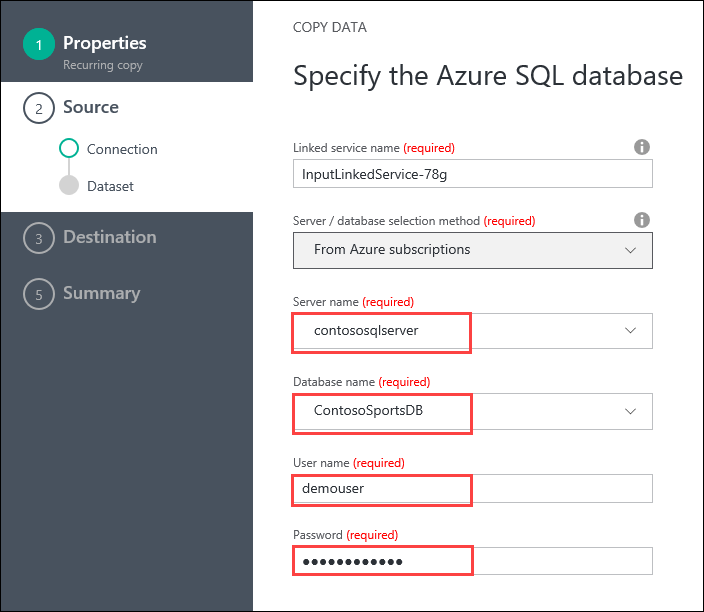 1
Properties
Recurring copy
2
Source
Connection
Dataset
3
Destination
5
Summary
COPY DATA
Specify the Azure SQL database
Linked service name (required)
InputLinkedService-78g
Server / database selection method (required)
From Azure subscriptions
Server name (required)
contososqlserver
Database name (required)
ContosoSportsDB
User name (required)
demouser
Password (required)
●●●●●●●●●●●●